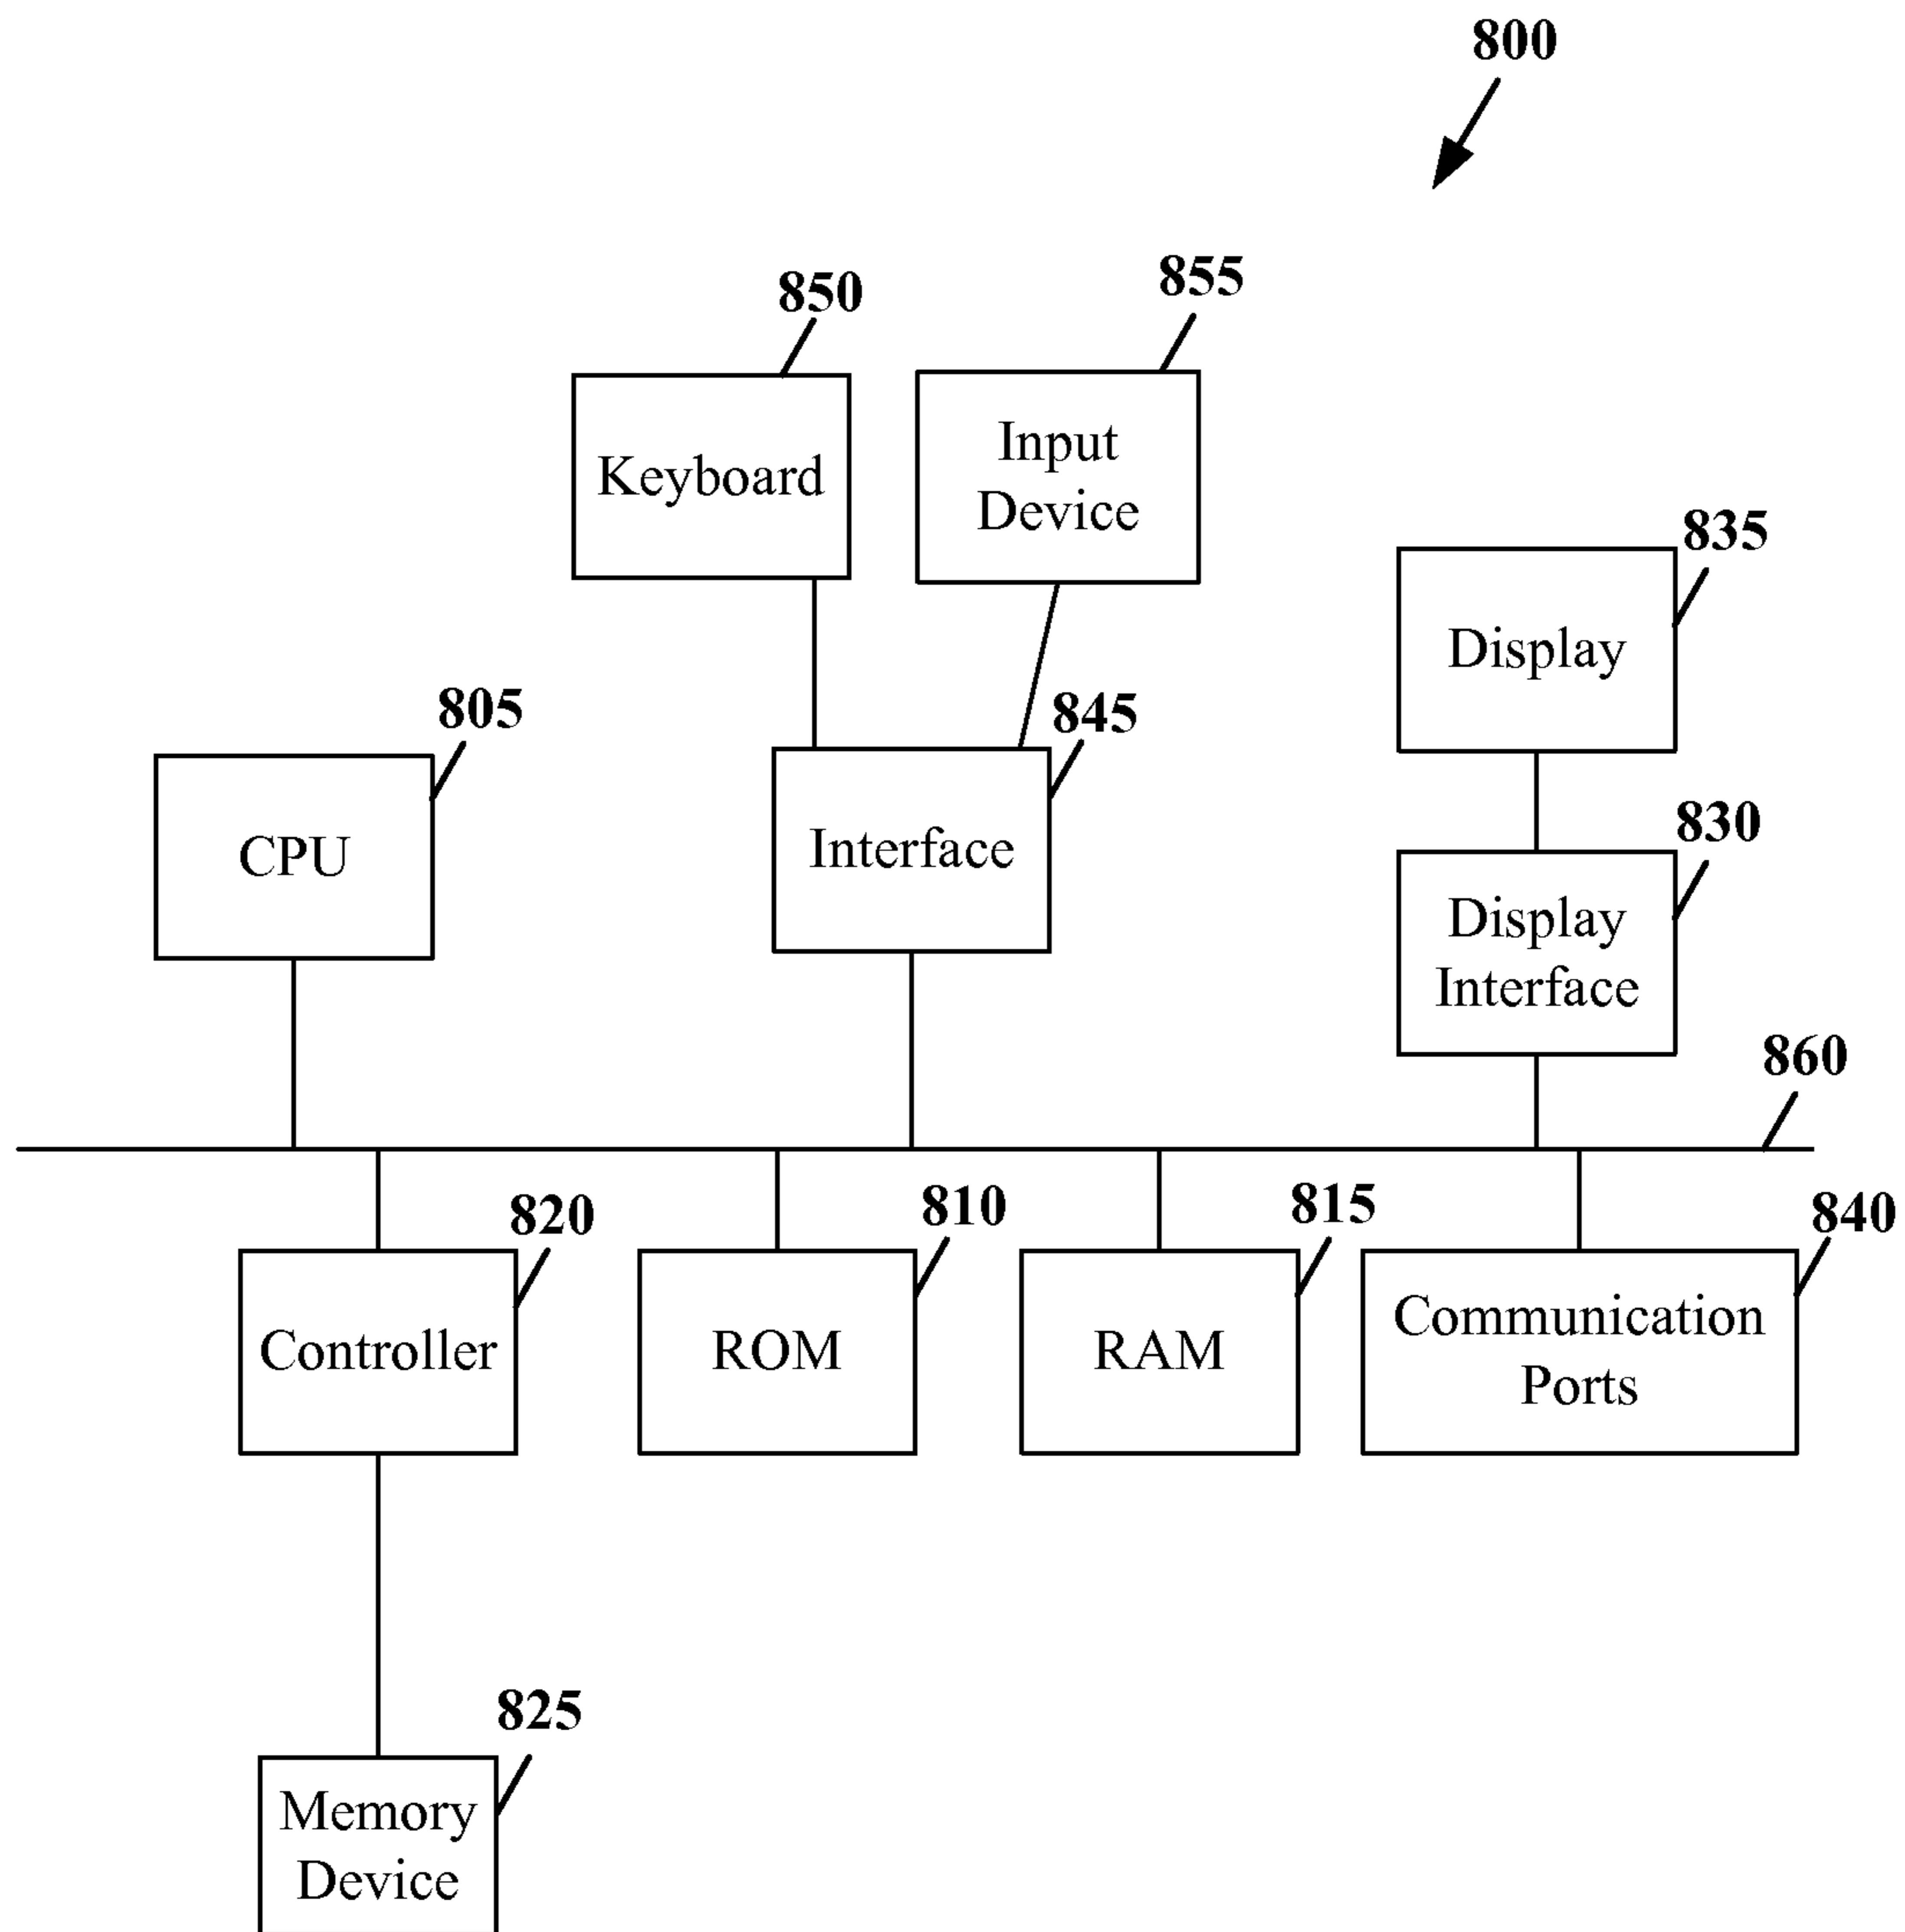 800
850
855
Keyboard
Input
Device
835
Display
805
845
CPU
Interface
830
Display
Interface
860
820
810
815
840
Controller
ROM
RAM
Communication
Ports
825
Memory
Device